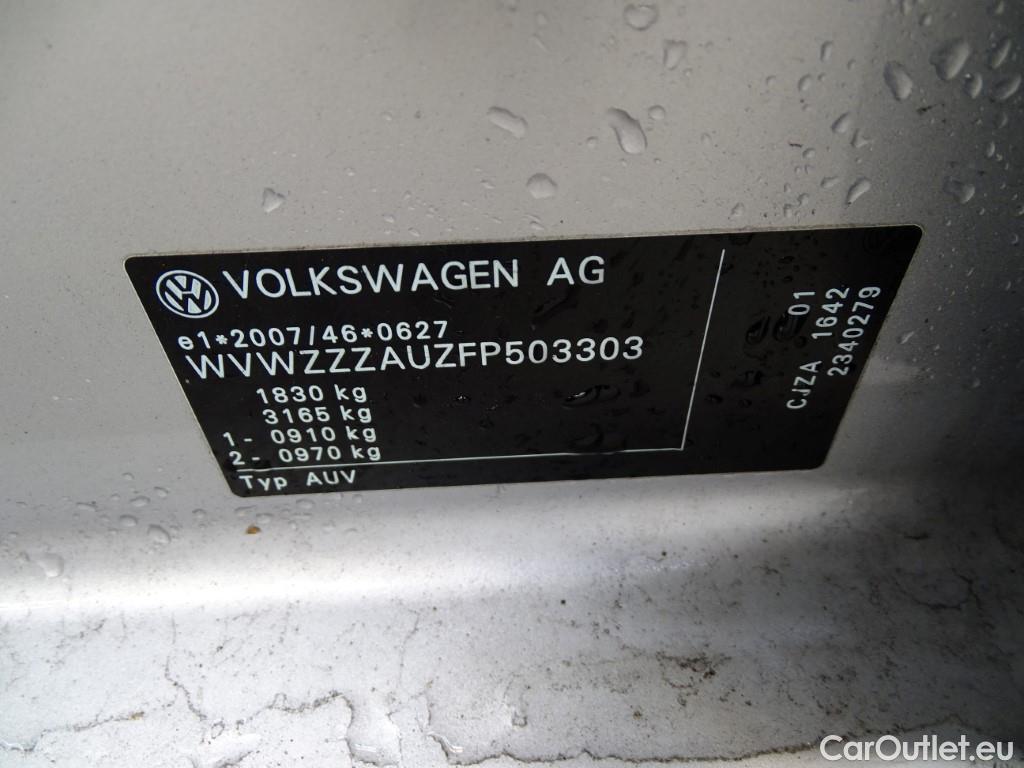 VOLKSWAGEN AG
e1*2007/46*0627
WVWZZZAUZFP503303
1830 kg
3165 kg
1- 0910 kg
2- 0970 kg
Typ AUV
CJZA 01
1642
2340279
CarOutlet.eu